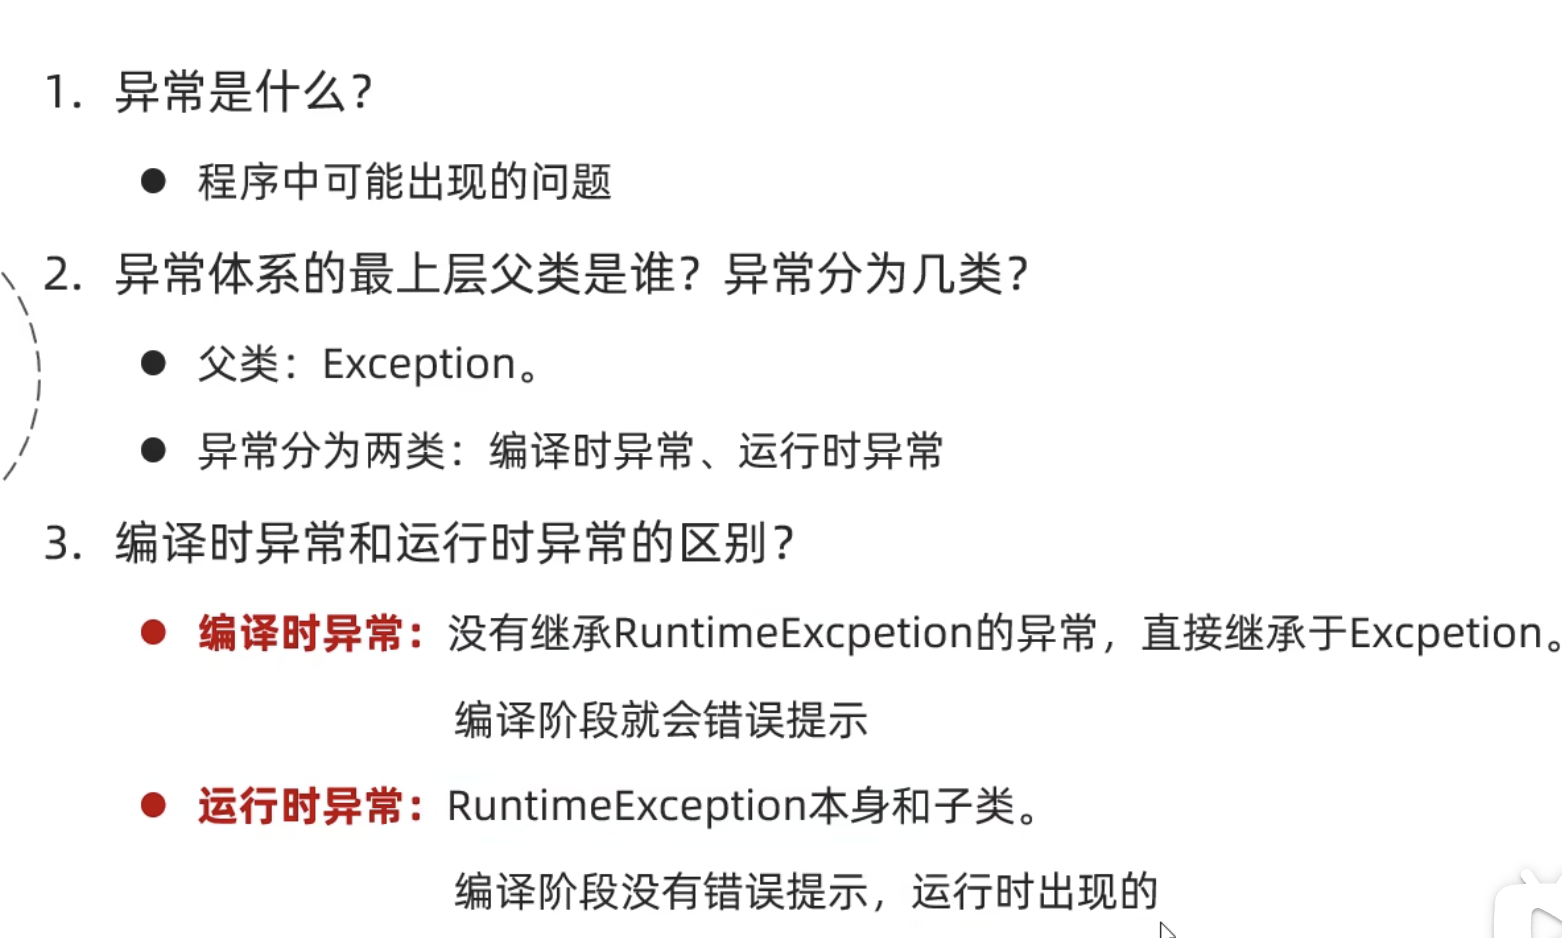 1. 异常是什么?
● 程序中可能出现的问题
2. 异常体系的最上层父类是谁? 异常分为几类?
● 父类：Exception。
● 异常分为两类：编译时异常、运行时异常
3. 编译时异常和运行时异常的区别?
● 编译时异常：没有继承RuntimeExcpetion的异常，直接继承于Excpetion。
编译阶段就会错误提示
● 运行时异常：RuntimeException本身和子类。
编译阶段没有错误提示，运行时出现的